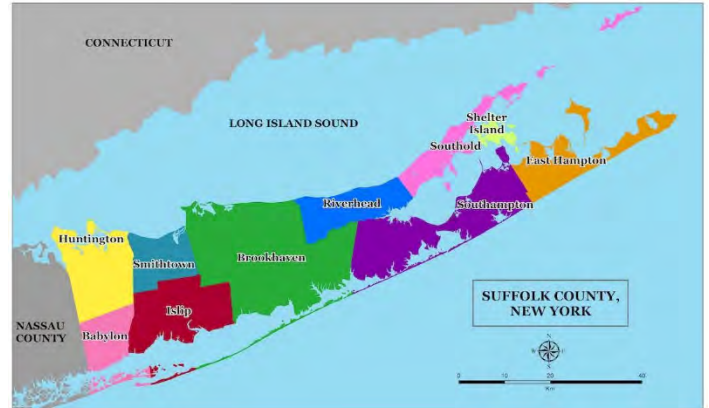 CONNECTICUT
LONG ISLAND SOUND
Shelter
Island
Southold
East Hampton
Riverhead
Southampton
Huntington
Smithtown
Brookhaven
Islip
Babylon
NASSAU
COUNTY
SUFFOLK COUNTY,
NEW YORK
N
W E
S
0 10 20 40
Km